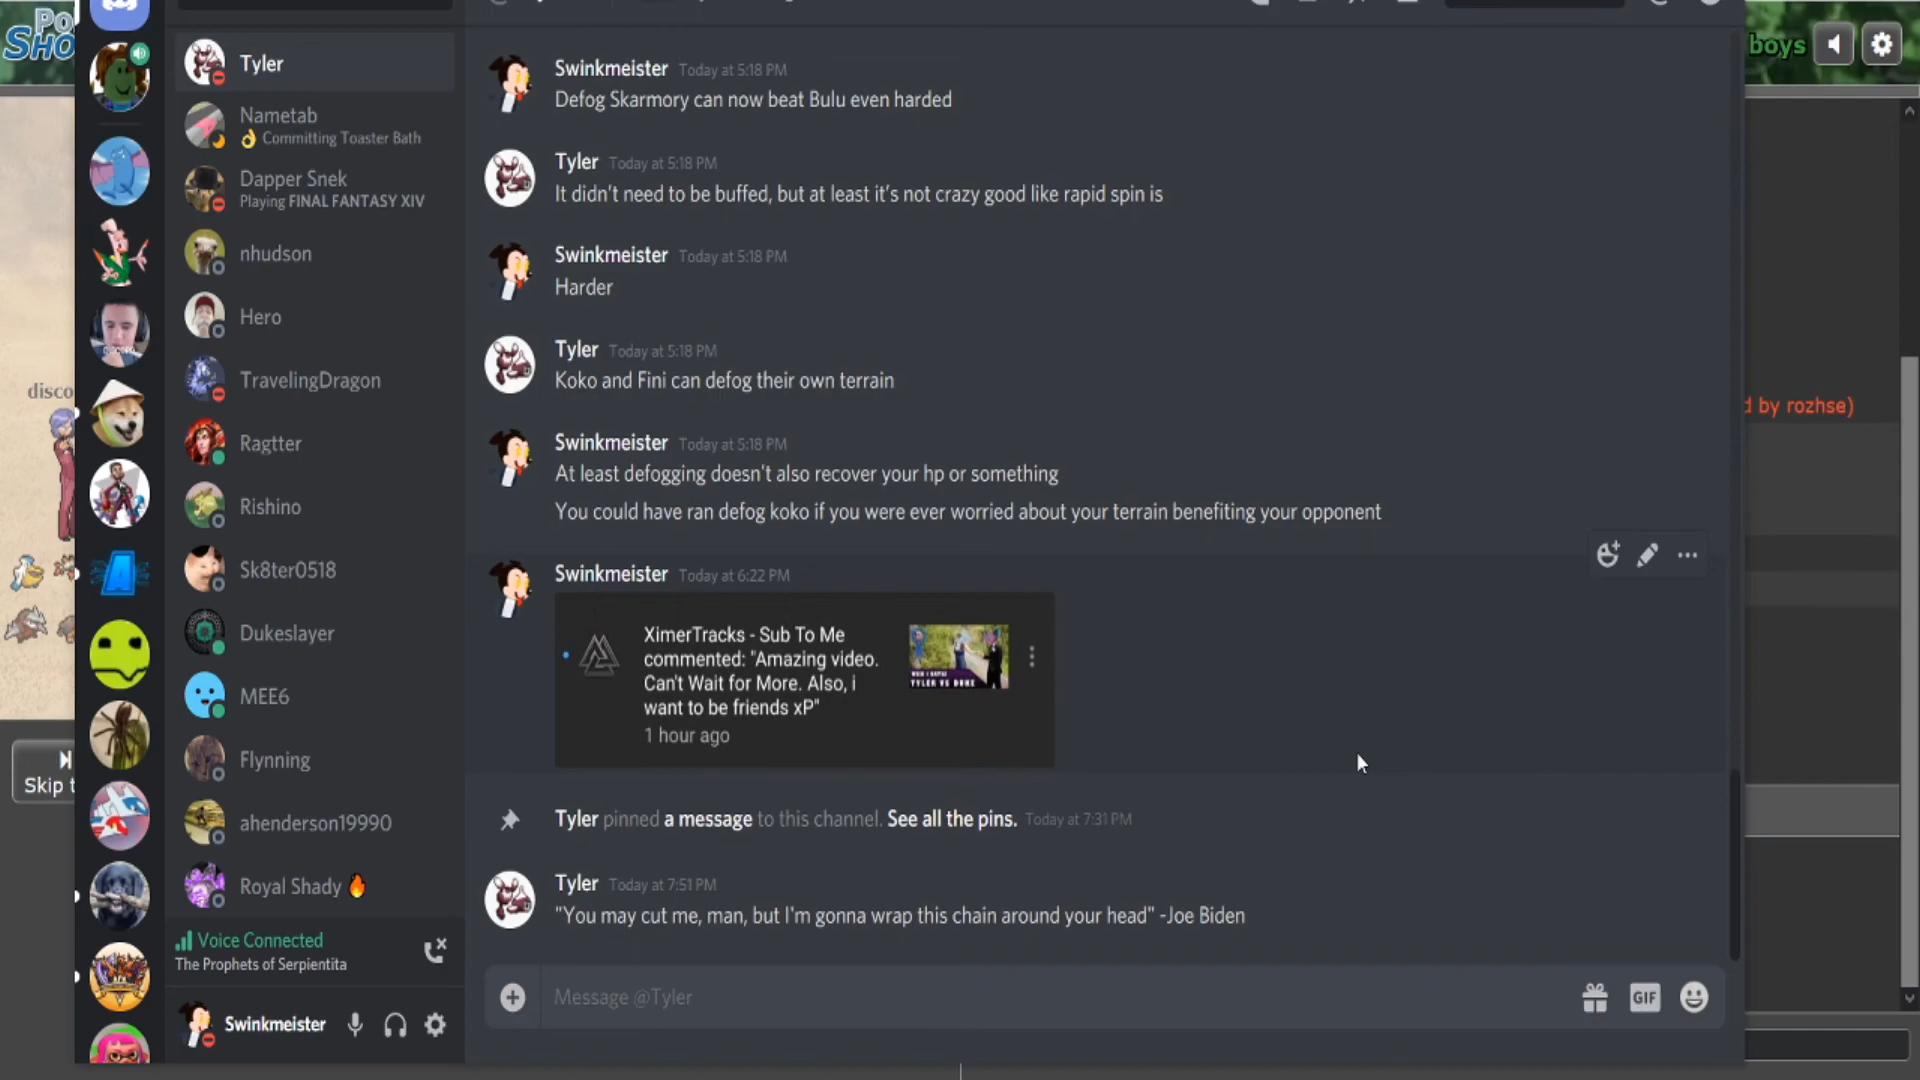 Po
SHO
boys
Tyler
Nametab
👌 Committing Toaster Bath
Dapper Snek
Playing FINAL FANTASY XIV
nhudson
Hero
TravelingDragon
Ragtter
Rishino
Sk8ter0518
Dukeslayer
MEE6
Flynning
ahenderson19990
Royal Shady 🔥
Voice Connected
The Prophets of Serpientita
Swinkmeister
disco
Skip t
Swinkmeister Today at 5:18 PM
Defog Skarmory can now beat Bulu even harded
Tyler Today at 5:18 PM
It didn't need to be buffed, but at least it's not crazy good like rapid spin is
Swinkmeister Today at 5:18 PM
Harder
Tyler Today at 5:18 PM
Koko and Fini can defog their own terrain
Swinkmeister Today at 5:18 PM
At least defogging doesn't also recover your hp or something
You could have ran defog koko if you were ever worried about your terrain benefiting your opponent
Swinkmeister Today at 6:22 PM
XimerTracks - Sub To Me
commented: "Amazing video.
Can't Wait for More. Also, i
want to be friends xP"
1 hour ago
TYLER VS DUKE
Tyler pinned a message to this channel. See all the pins. Today at 7:31 PM
Tyler Today at 7:51 PM
"You may cut me, man, but I'm gonna wrap this chain around your head" -Joe Biden
Message @Tyler
GIF
d by rozhse)